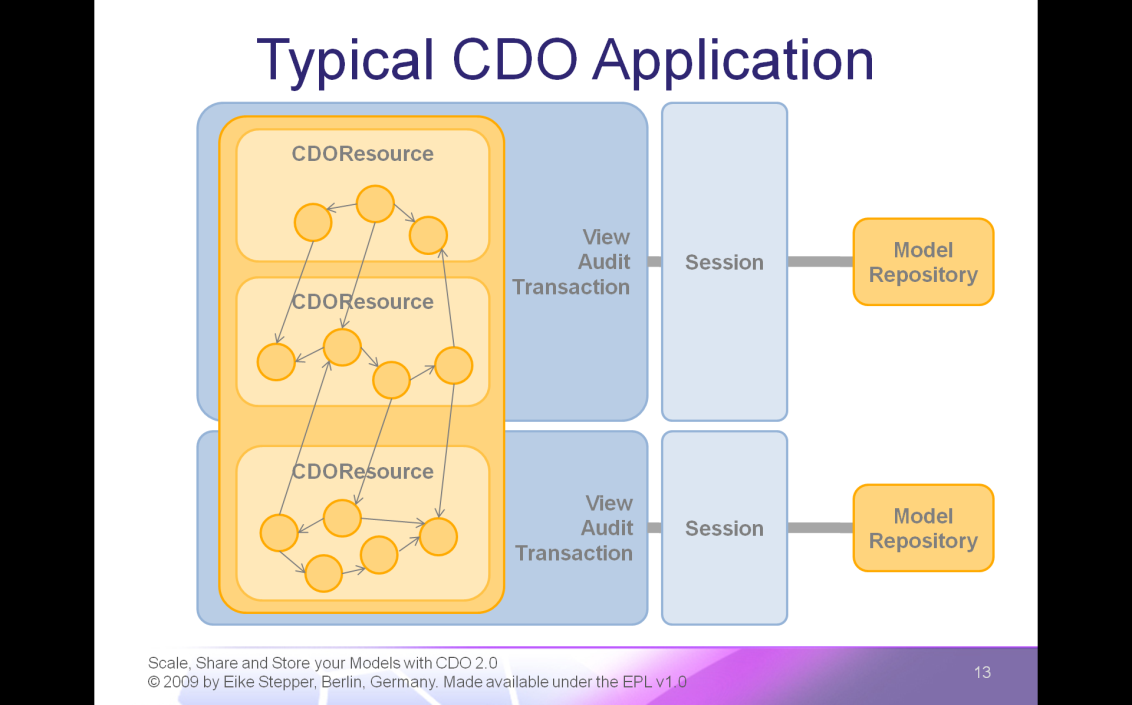 Typical CDO Application
CDOResource
View
Audit
Transaction
Session
Model
Repository
CDOResource
CDOResource
View
Audit
Transaction
Session
Model
Repository
Scale, Share and Store your Models with CDO 2.0
© 2009 by Eike Stepper, Berlin, Germany. Made available under the EPL v1.0
13